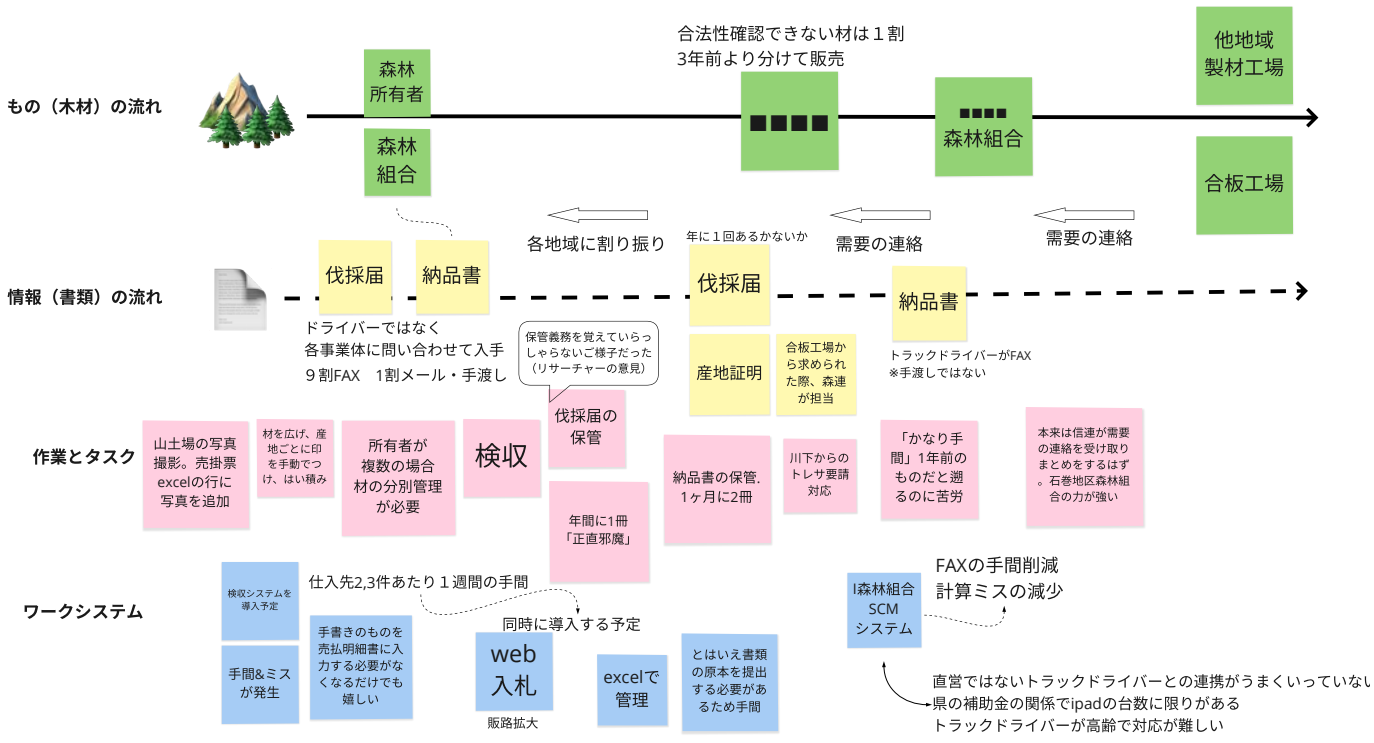 合法性確認できない材は１割
3年前より分けて販売
もの（木材）の流れ
森林
所有者
森林
組合
■■■■
■■■■
森林組合
他地域
製材工場
合板工場
各地域に割り振り
年に１回あるかないか
需要の連絡
需要の連絡
情報（書類）の流れ
伐採届
納品書
伐採届
納品書
ドライバーではなく
各事業体に問い合わせて入手
９割FAX　1割メール・手渡し
保管義務を覚えていらっ
しゃらないご様子だった
（リサーチャーの意見）
産地証明
合板工場か
ら求められ
た際、森連
が担当
トラックドライバーがFAX
※手渡しではない
作業とタスク
山土場の写真
撮影。売掛票
excelの行に
写真を追加
材を広げ、産
地ごとに印
を手動でつ
け、はい積み
所有者が
複数の場合
材の分別管理
が必要
検収
伐採届の
保管
年間に1冊
「正直邪魔」
納品書の保管.
1ヶ月に2冊
川下からの
トレサ要請
対応
「かなり手
間」1年前の
ものだと遡
るのに苦労
本来は信連が需要
の連絡を受け取り
まとめをするはず
。石巻地区森林組
合の力が強い
ワークシステム
検収システムを
導入予定
手間&ミス
が発生
仕入先2,3件あたり１週間の手間
手書きのものを
売払明細書に入
力する必要がな
くなるだけでも
嬉しい
同時に導入する予定
web
入札
販路拡大
excelで
管理
とはいえ書類
の原本を提出
する必要があ
るため手間
I森林組合
SCM
システム
FAXの手間削減
計算ミスの減少
直営ではないトラックドライバーとの連携がうまくいっていない
県の補助金の関係でipadの台数に限りがある
トラックドライバーが高齢で対応が難しい